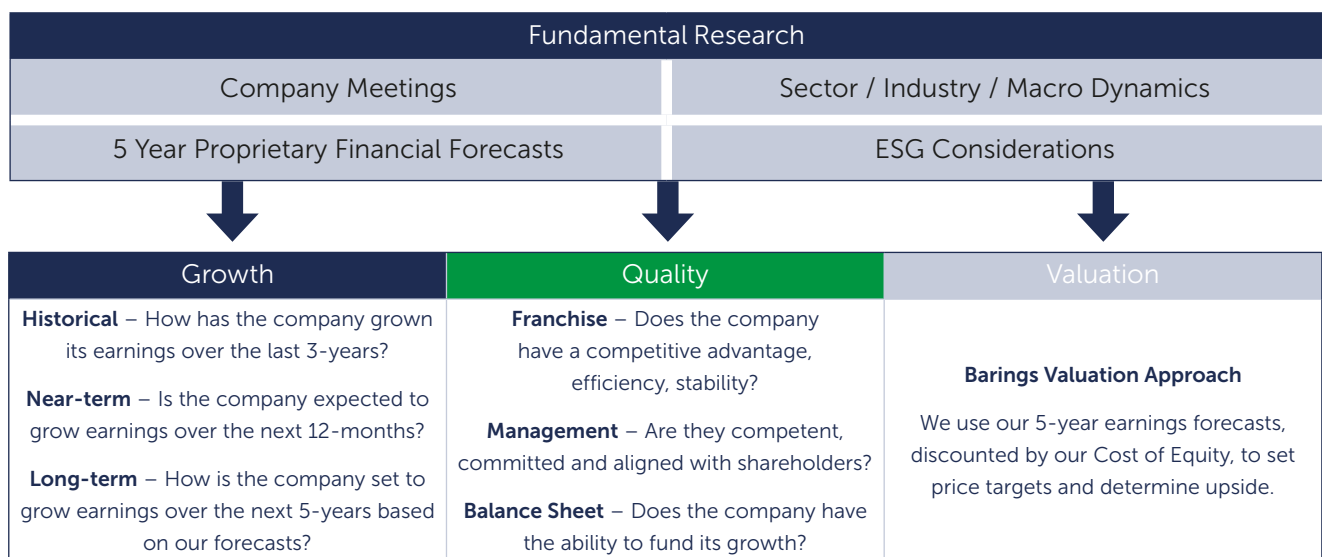 Fundamental Research
Company Meetings
Sector / Industry / Macro Dynamics
5 Year Proprietary Financial Forecasts
ESG Considerations
Growth
Historical – How has the company grown
its earnings over the last 3-years?
Near-term – Is the company expected to
grow earnings over the next 12-months?
Long-term – How is the company set to
grow earnings over the next 5-years based
on our forecasts?
Quality
Franchise – Does the company
have a competitive advantage,
efficiency, stability?
Management – Are they competent,
committed and aligned with shareholders?
Balance Sheet – Does the company have
the ability to fund its growth?
Valuation
Barings Valuation Approach
We use our 5-year earnings forecasts,
discounted by our Cost of Equity, to set
price targets and determine upside.